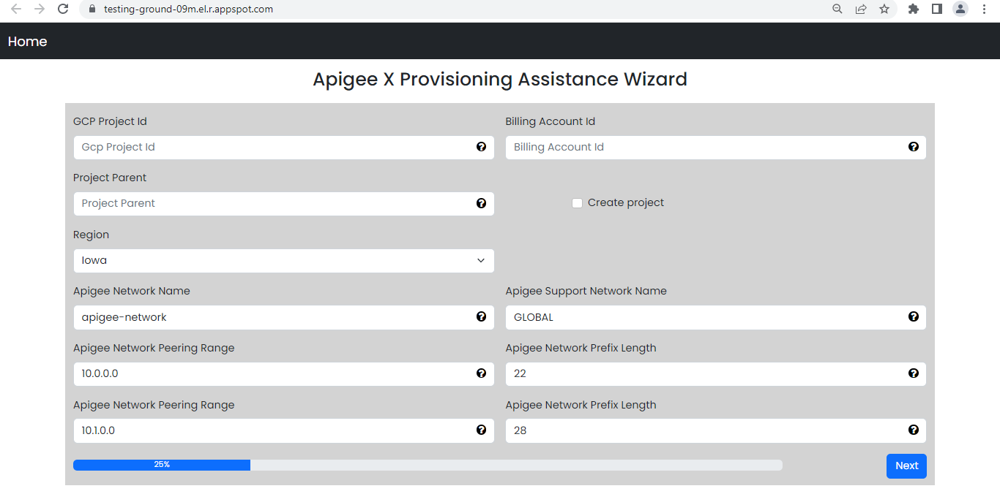 testing-ground-09m.el.r.appspot.com
Home
Apigee X Provisioning Assistance Wizard
GCP Project Id Billing Account Id
Gcp Project Id Billing Account Id
Project Parent
Project Parent Create project
Region
Iowa
Apigee Network Name Apigee Support Network Name
apigee-network GLOBAL
Apigee Network Peering Range Apigee Network Prefix Length
10.0.0.0 22
Apigee Network Peering Range Apigee Network Prefix Length
10.1.0.0 28
25% Next